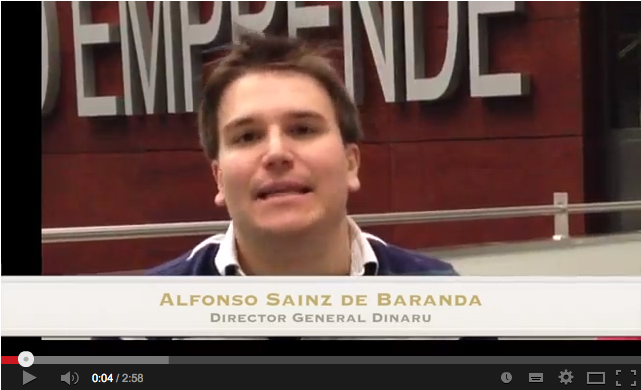 EMPRENDE
ALFONSO SAINZ DE BARANDA
DIRECTOR GENERAL DINARU
0:04 / 2:58